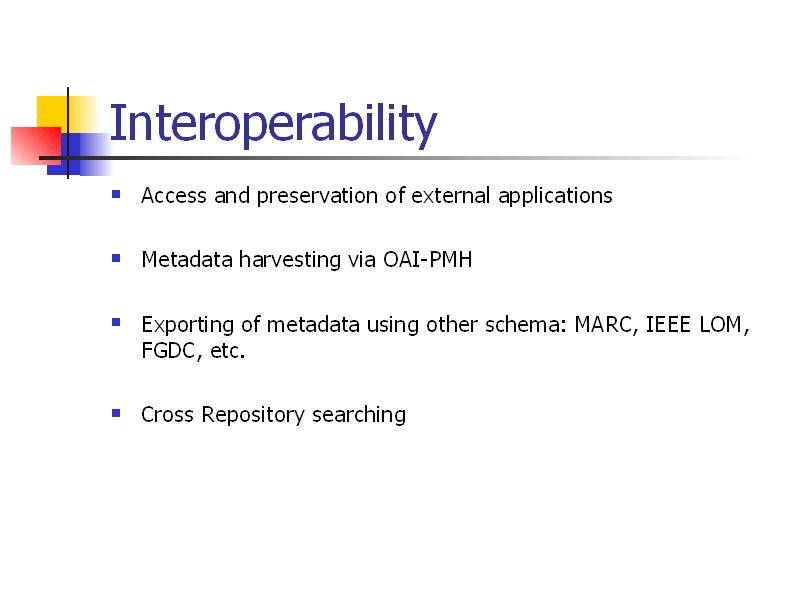 Interoperability
Access and preservation of external applications
Metadata harvesting via OAI-PMH
Exporting of metadata using other schema: MARC, IEEE LOM,
FGDC, etc.
Cross Repository searching